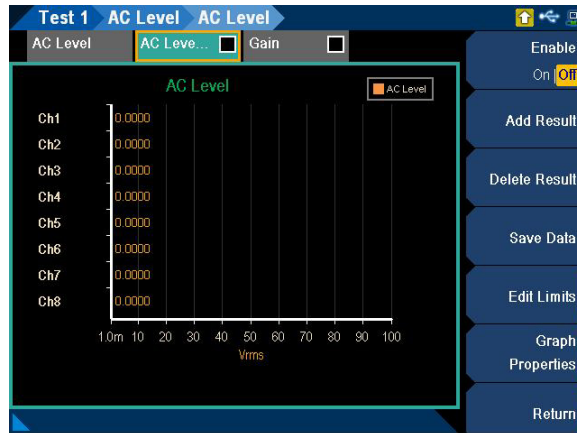 Test 1 AC Level AC Level
AC Level AC Leve... Gain
AC Level
AC Level
Ch1 0.0000
Ch2 0.0000
Ch3 0.0000
Ch4 0.0000
Ch5 0.0000
Ch6 0.0000
Ch7 0.0000
Ch8 0.0000
1.0m 10 20 30 40 50 60 70 80 90 100
Vrms
Enable
On | Off
Add Result
Delete Result
Save Data
Edit Limits
Graph
Properties
Return